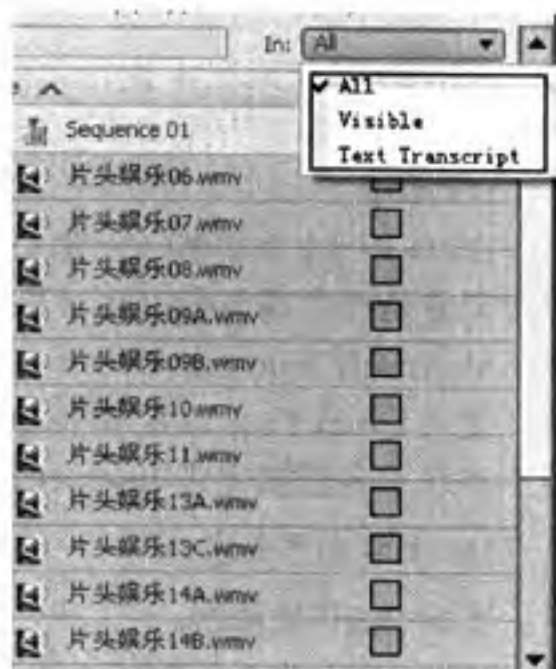 In: All
All
Visible
Text Transcript
Sequence 01
片头娱乐06.wmv
片头娱乐07.wmv
片头娱乐08.wmv
片头娱乐09A.wmv
片头娱乐09B.wmv
片头娱乐10.wmv
片头娱乐11.wmv
片头娱乐13A.wmv
片头娱乐13C.wmv
片头娱乐14A.wmv
片头娱乐14B.wmv